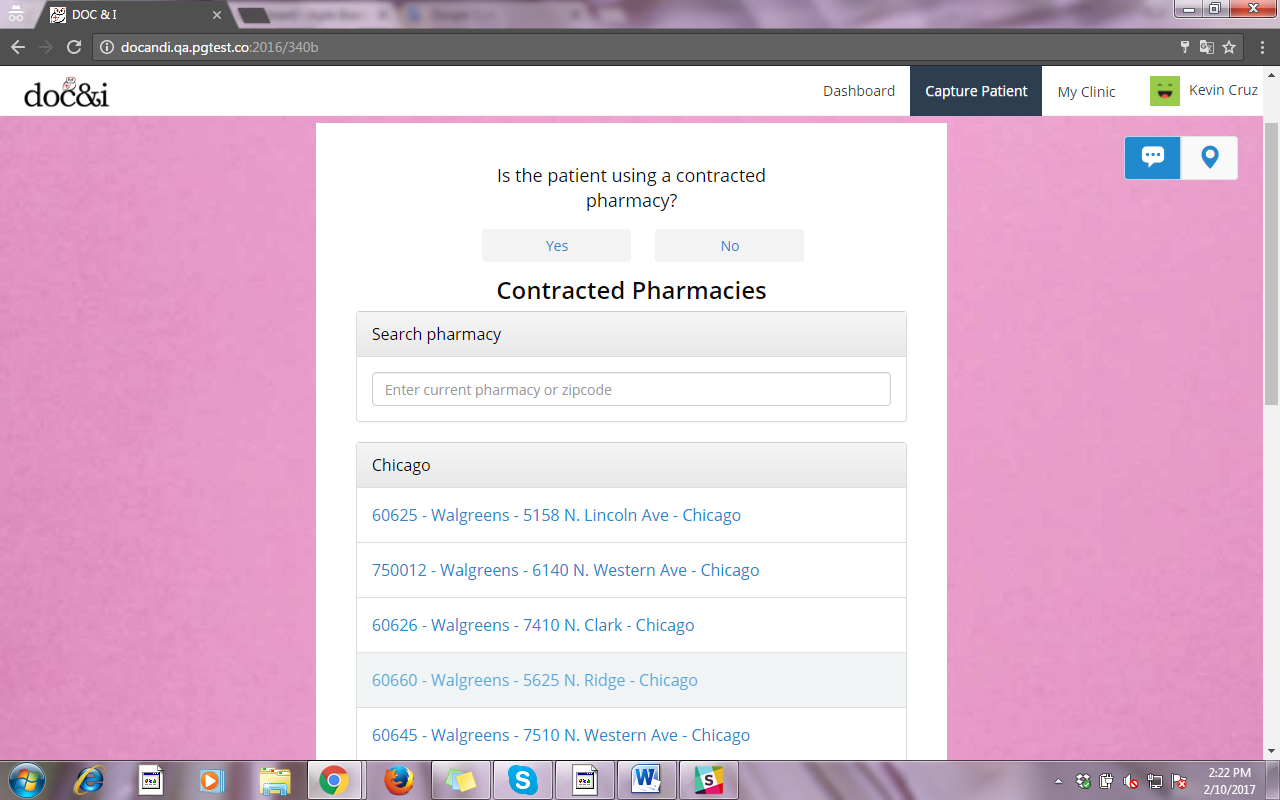 DOC & I
docandi.qa.pgtest.co:2016/340b
doc&i
Dashboard
Capture Patient
My Clinic
Kevin Cruz
Is the patient using a contracted
pharmacy?
Yes
No
Contracted Pharmacies
Search pharmacy
Enter current pharmacy or zipcode
Chicago
60625 - Walgreens - 5158 N. Lincoln Ave - Chicago
750012 - Walgreens - 6140 N. Western Ave - Chicago
60626 - Walgreens - 7410 N. Clark - Chicago
60660 - Walgreens - 5625 N. Ridge - Chicago
60645 - Walgreens - 7510 N. Western Ave - Chicago
2:22 PM
2/10/2017